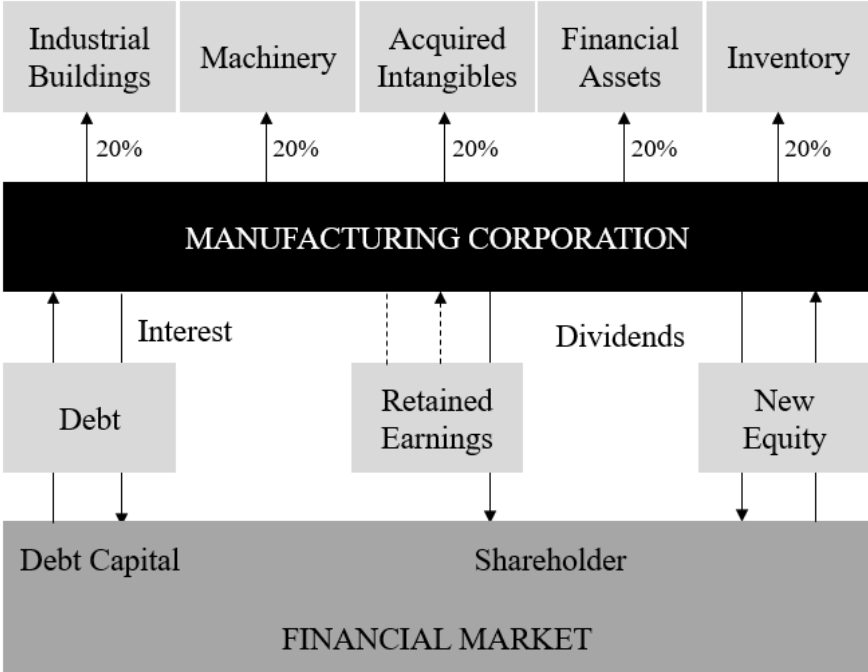 Industrial
Buildings
Machinery
Acquired
Intangibles
Financial
Assets
Inventory
20%
20%
20%
20%
20%
MANUFACTURING CORPORATION
Interest
Dividends
Debt
Retained
Earnings
New
Equity
Debt Capital
Shareholder
FINANCIAL MARKET